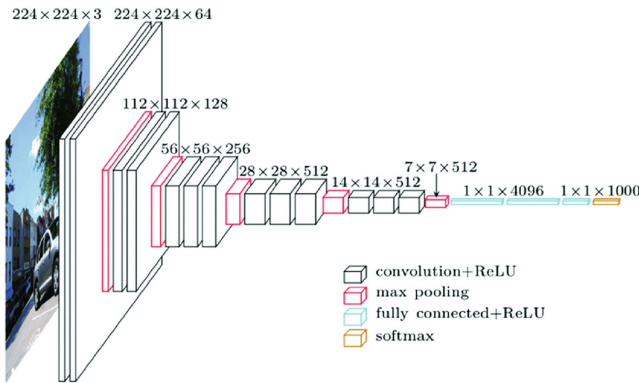 224×224×3
224×224×64
112×112×128
56×56×256
28×28×512
14×14×512
7×7×512
1×1×4096
1×1×1000
convolution+ReLU
max pooling
fully connected+ReLU
softmax